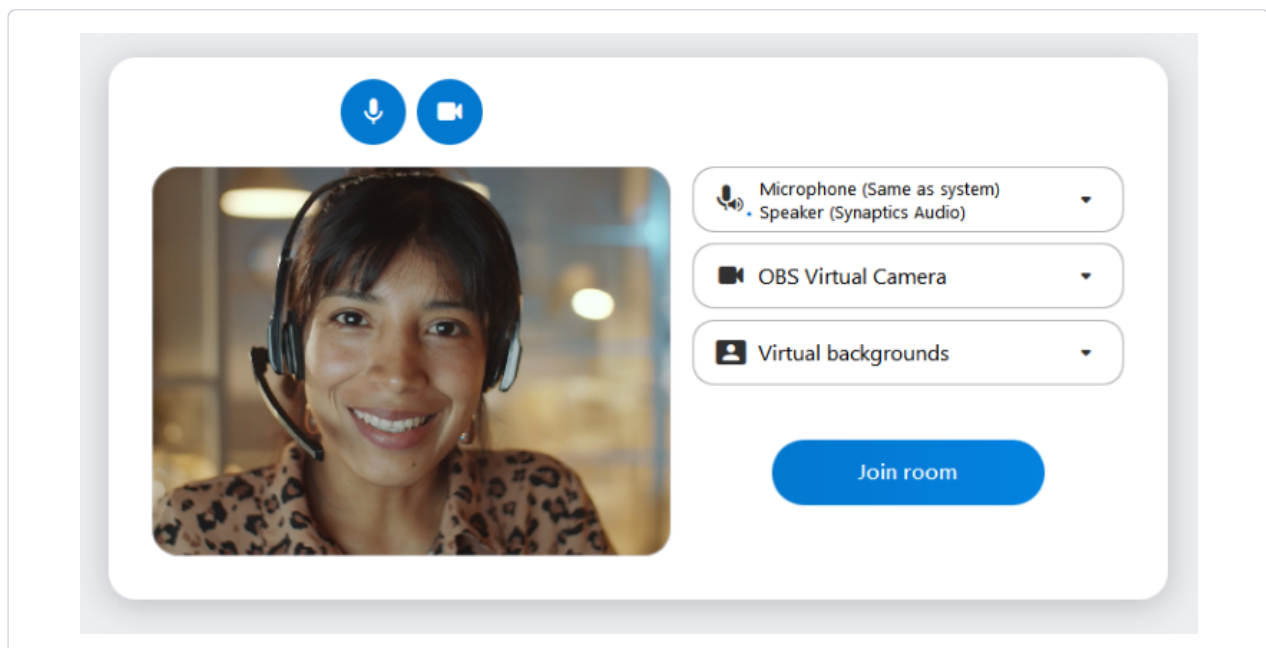 Microphone (Same as system)
Speaker (Synaptics Audio)
OBS Virtual Camera
Virtual backgrounds
Join room